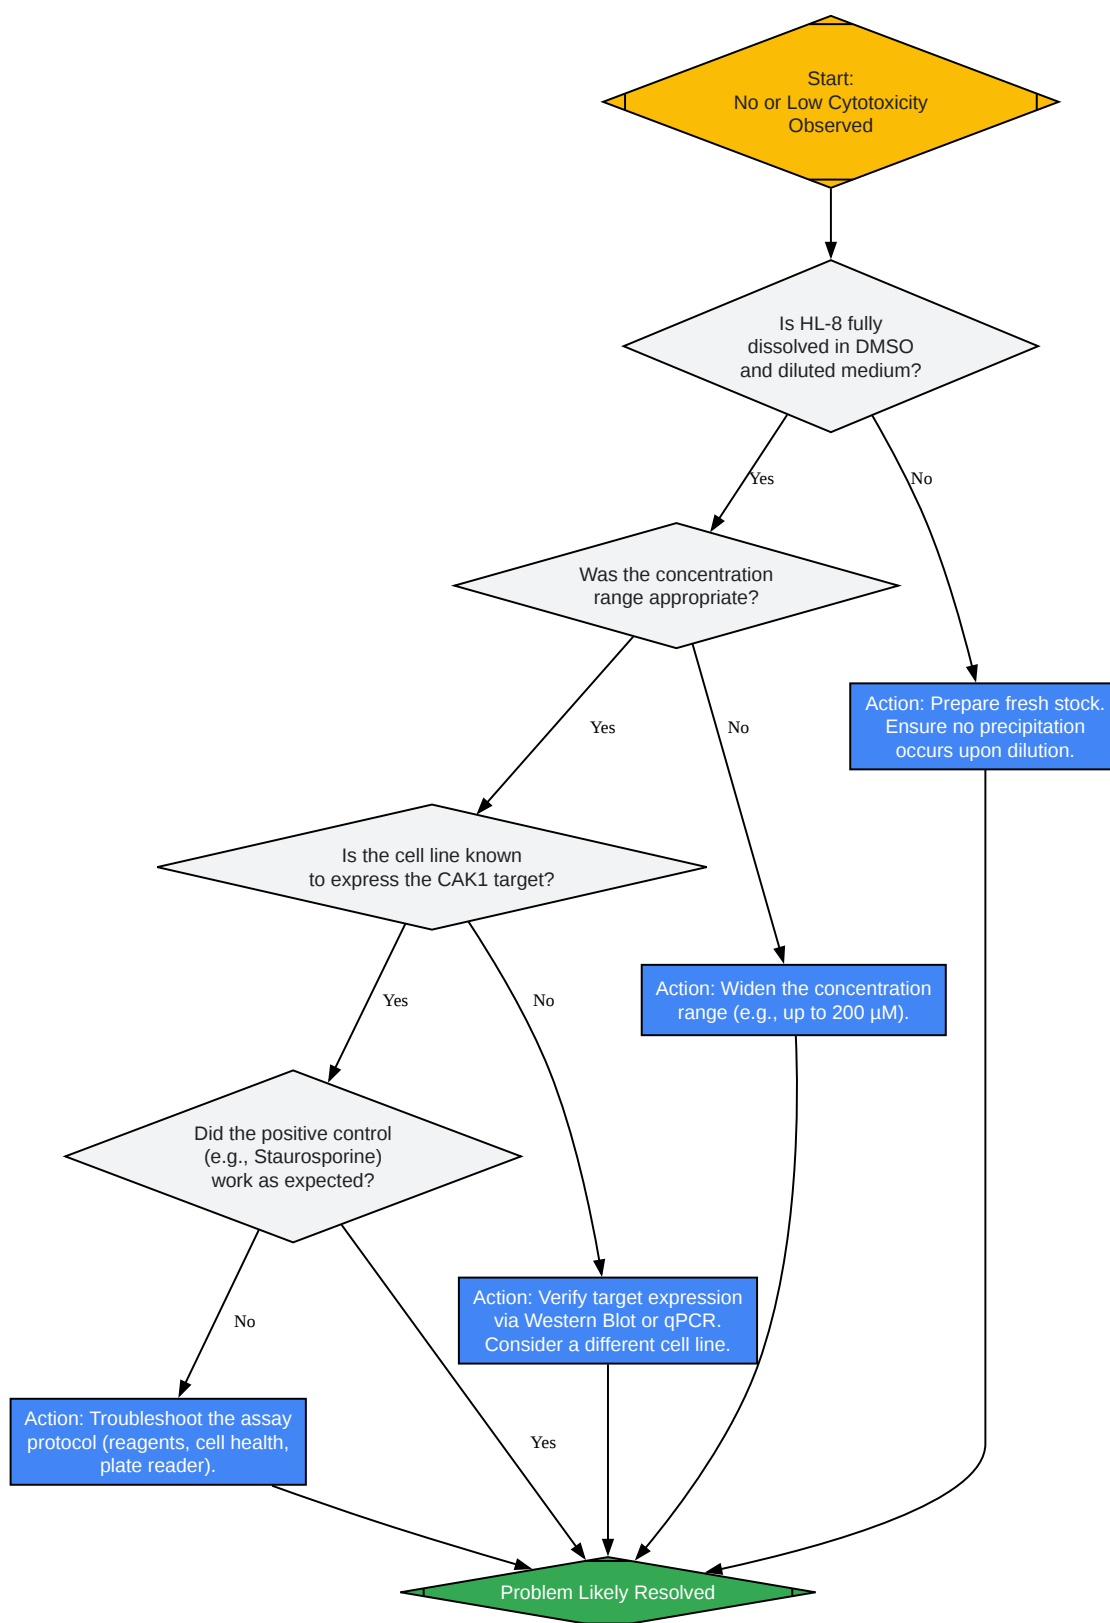 Start:
No or Low Cytotoxicity
Observed
Is HL-8 fully
dissolved in DMSO
and diluted medium?
Yes
No
Was the concentration
range appropriate?
Yes
No
Action: Prepare fresh stock.
Ensure no precipitation
occurs upon dilution.
Is the cell line known
to express the CAK1 target?
Yes
No
Action: Widen the concentration
range (e.g., up to 200 µM).
Did the positive control
(e.g., Staurosporine)
work as expected?
No
Yes
Action: Verify target expression
via Western Blot or qPCR.
Consider a different cell line.
Action: Troubleshoot the assay
protocol (reagents, cell health,
plate reader).
Problem Likely Resolved